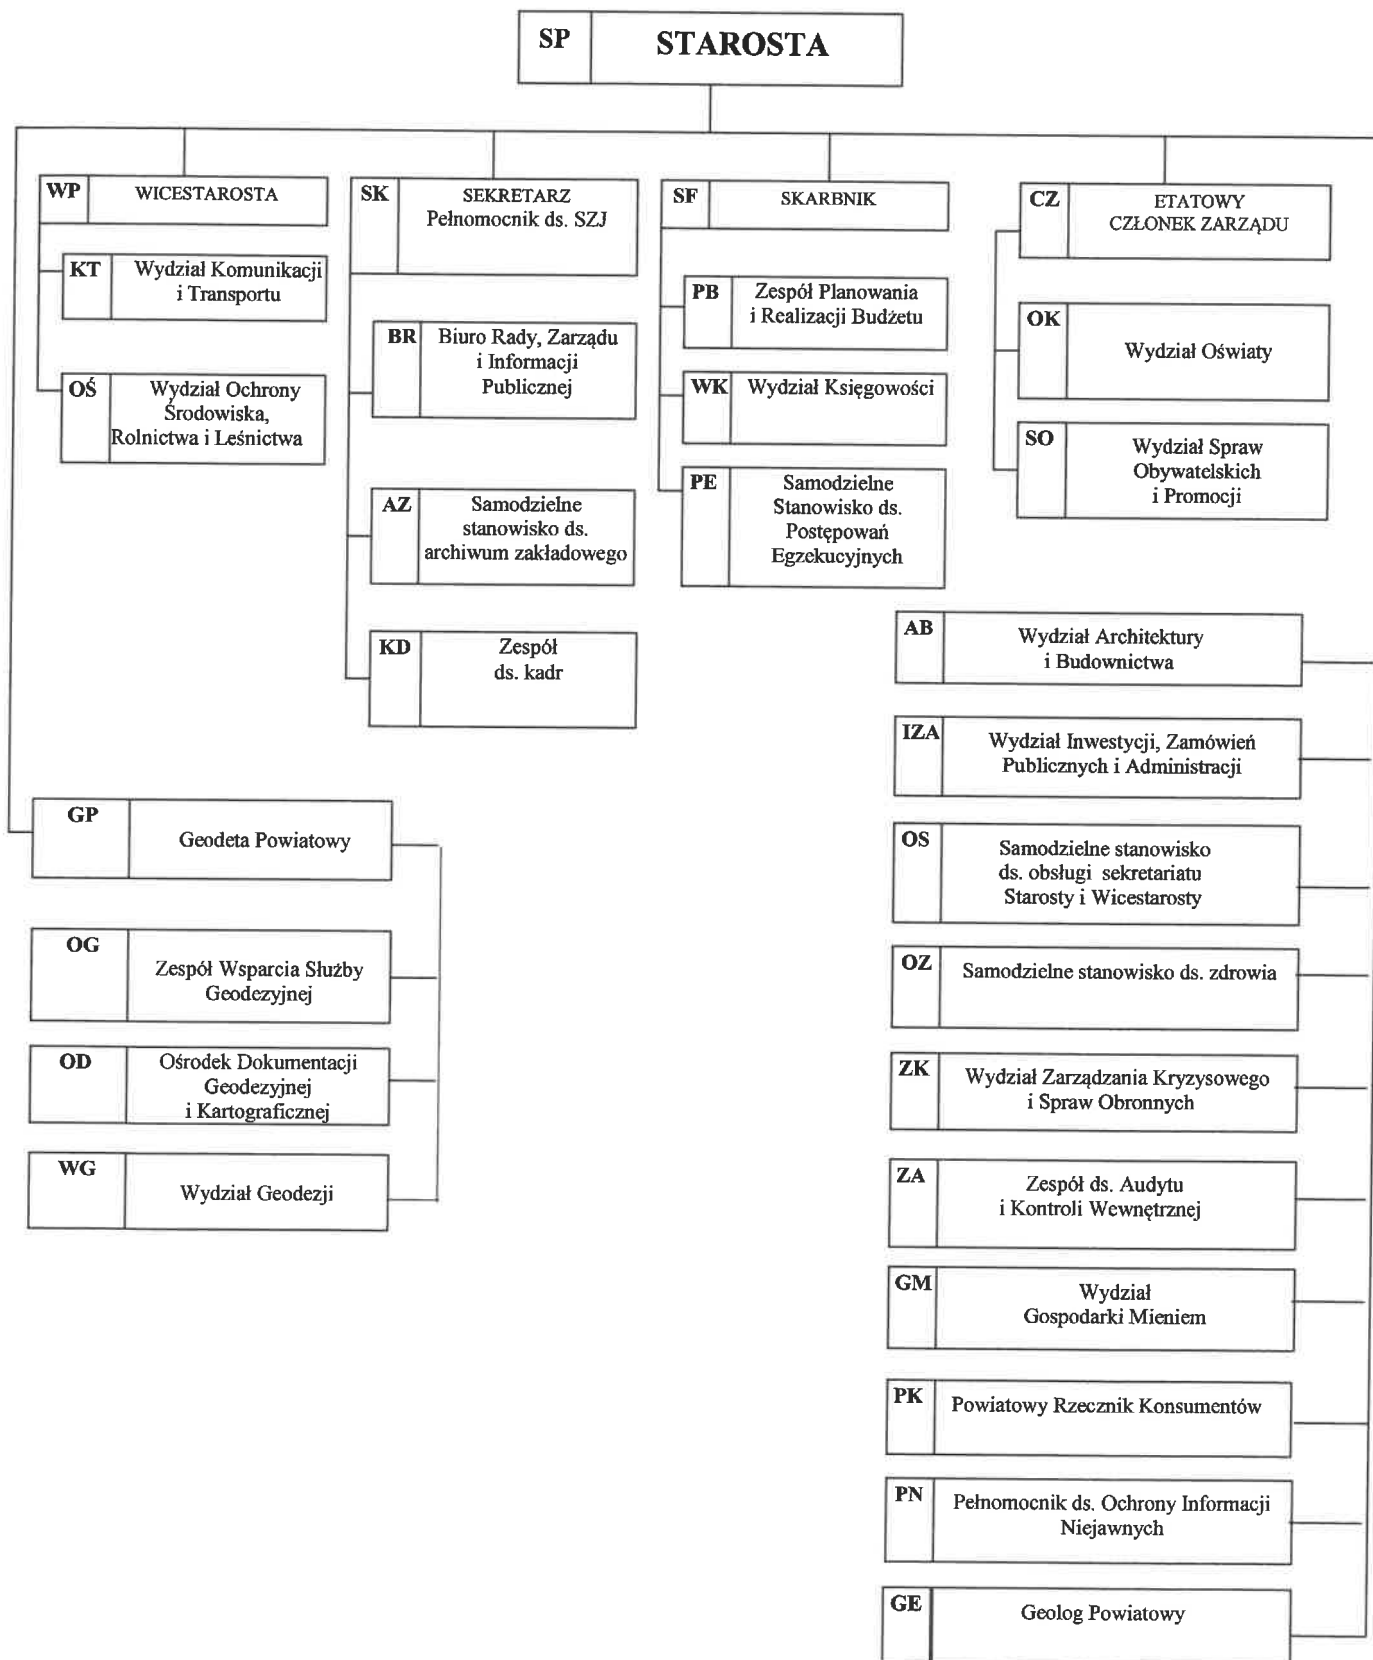 SP STAROSTA
WP WICESTAROSTA
KT Wydział Komunikacji
i Transportu
OŚ Wydział Ochrony
Środowiska,
Rolnictwa i Leśnictwa
SK SEKRETARZ
Pełnomocnik ds. SZJ
BR Biuro Rady, Zarządu
i Informacji
Publicznej
AZ Samodzielne
stanowisko ds.
archiwum zakładowego
KD Zespół
ds. kadr
SF SKARBNIK
PB Zespół Planowania
i Realizacji Budżetu
WK Wydział Księgowości
PE Samodzielne
Stanowisko ds.
Postępowań
Egzekucyjnych
CZ ETATOWY
CZŁONEK ZARZĄDU
OK Wydział Oświaty
SO Wydział Spraw
Obywatelskich
i Promocji
GP Geodeta Powiatowy
OG Zespół Wsparcia Służby
Geodezyjnej
OD Ośrodek Dokumentacji
Geodezyjnej
i Kartograficznej
WG Wydział Geodezji
AB Wydział Architektury
i Budownictwa
IZA Wydział Inwestycji, Zamówień
Publicznych i Administracji
OS Samodzielne stanowisko
ds. obsługi sekretariatu
Starosty i Wicestarosty
OZ Samodzielne stanowisko ds. zdrowia
ZK Wydział Zarządzania Kryzysowego
i Spraw Obronnych
ZA Zespół ds. Audytu
i Kontroli Wewnętrznej
GM Wydział
Gospodarki Mieniem
PK Powiatowy Rzecznik Konsumentów
PN Pełnomocnik ds. Ochrony Informacji
Niejawnych
GE Geolog Powiatowy